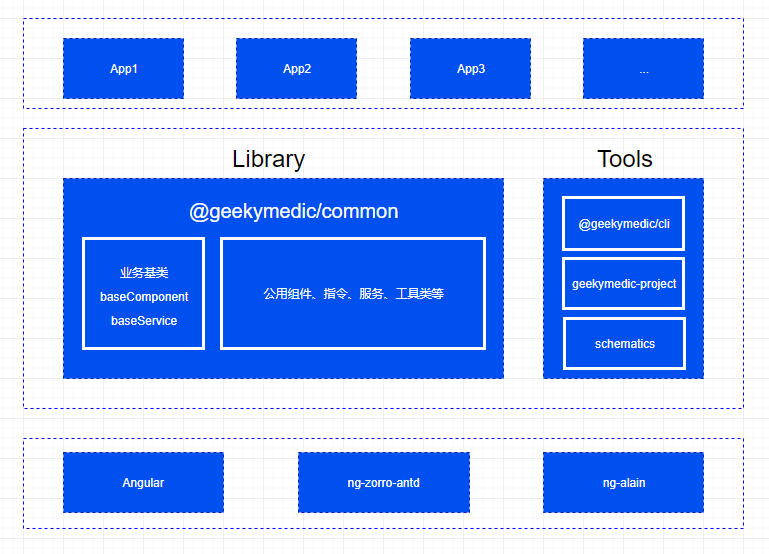 App1
App2
App3
...
Library
Tools
@geekymedic/common
业务基类
baseComponent
baseService
公用组件、指令、服务、工具类等
@geekymedic/cli
geekymedic-project
schematics
Angular
ng-zorro-antd
ng-alain